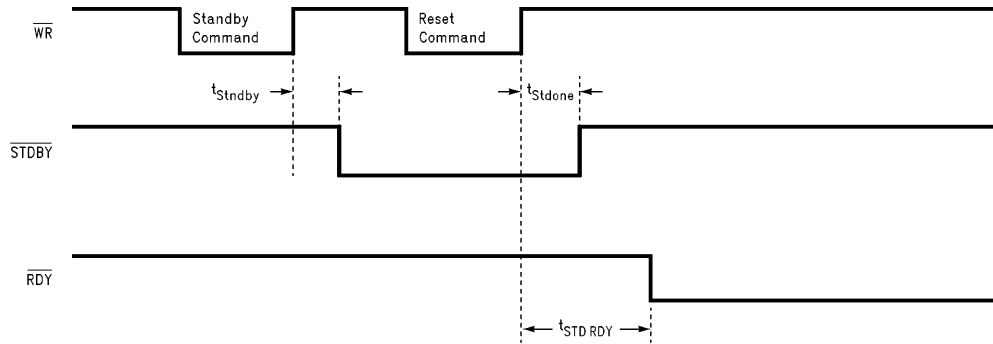 WR
Standby
Command
Reset
Command
tStndby
tStdone
STDBY
RDY
tSTD RDY